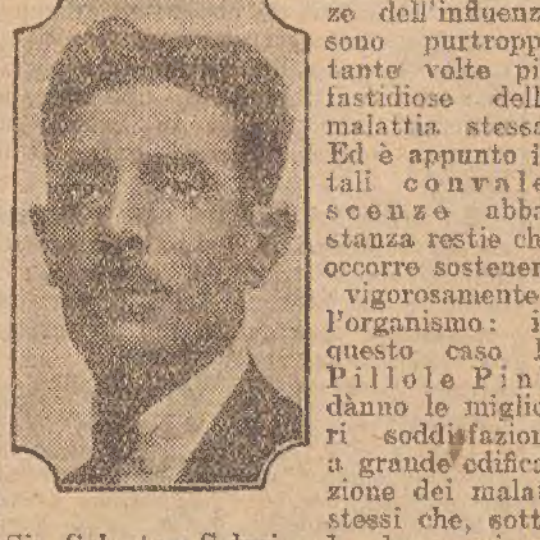 ze dell'influenz
sono purtropp
tante volte pi
fastidiose dell
malattia stessa
Ed è appunto i
tali convale
scenze abba
stanza restie ch
occorre sostener
vigorosamente
l'organismo: i
questo caso l
Pillole Pin
dànno le miglio
ri soddisfazion
a grande edifica
zione dei malat
stessi che, sott